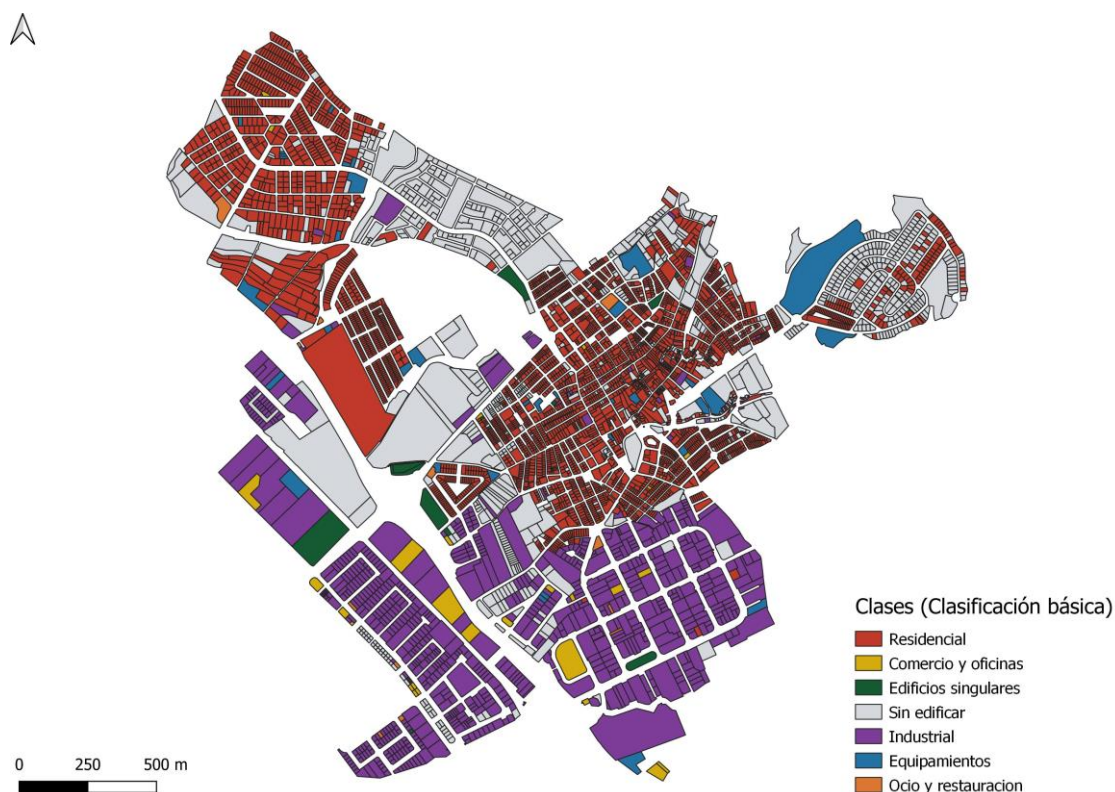 Clases (Clasificación básica)
Residencial
Comercio y oficinas
Edificios singulares
Sin edificar
Industrial
Equipamientos
Ocio y restauracion
0 250 500 m